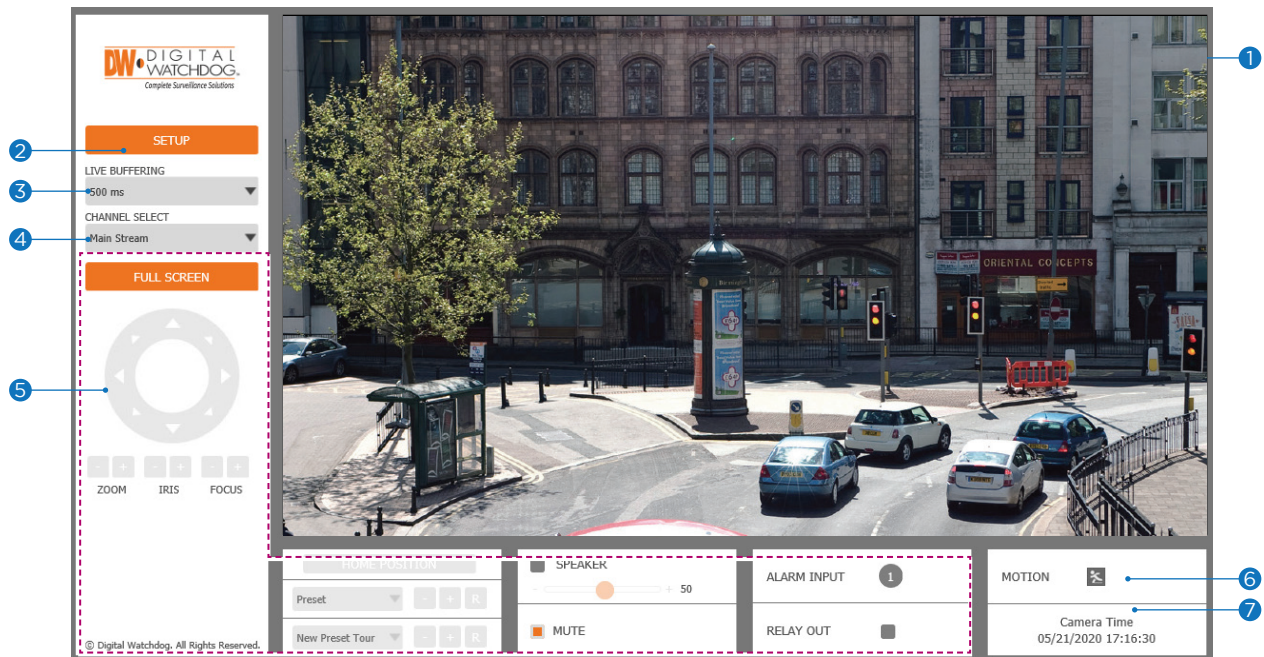 DW DIGITAL
WATCHDOG®
Complete Surveillance Solutions
SETUP
LIVE BUFFERING
500 ms
CHANNEL SELECT
Main Stream
FULL SCREEN
- + - + - +
ZOOM IRIS FOCUS
© Digital Watchdog. All Rights Reserved.
ORIENTAL CONCEPTS
HOME POSITION
Preset - + R
New Preset Tour - + R
SPEAKER
- + 50
MUTE
ALARM INPUT 1
RELAY OUT
MOTION
Camera Time
05/21/2020 17:16:30
1
2
3
4
5
6
7